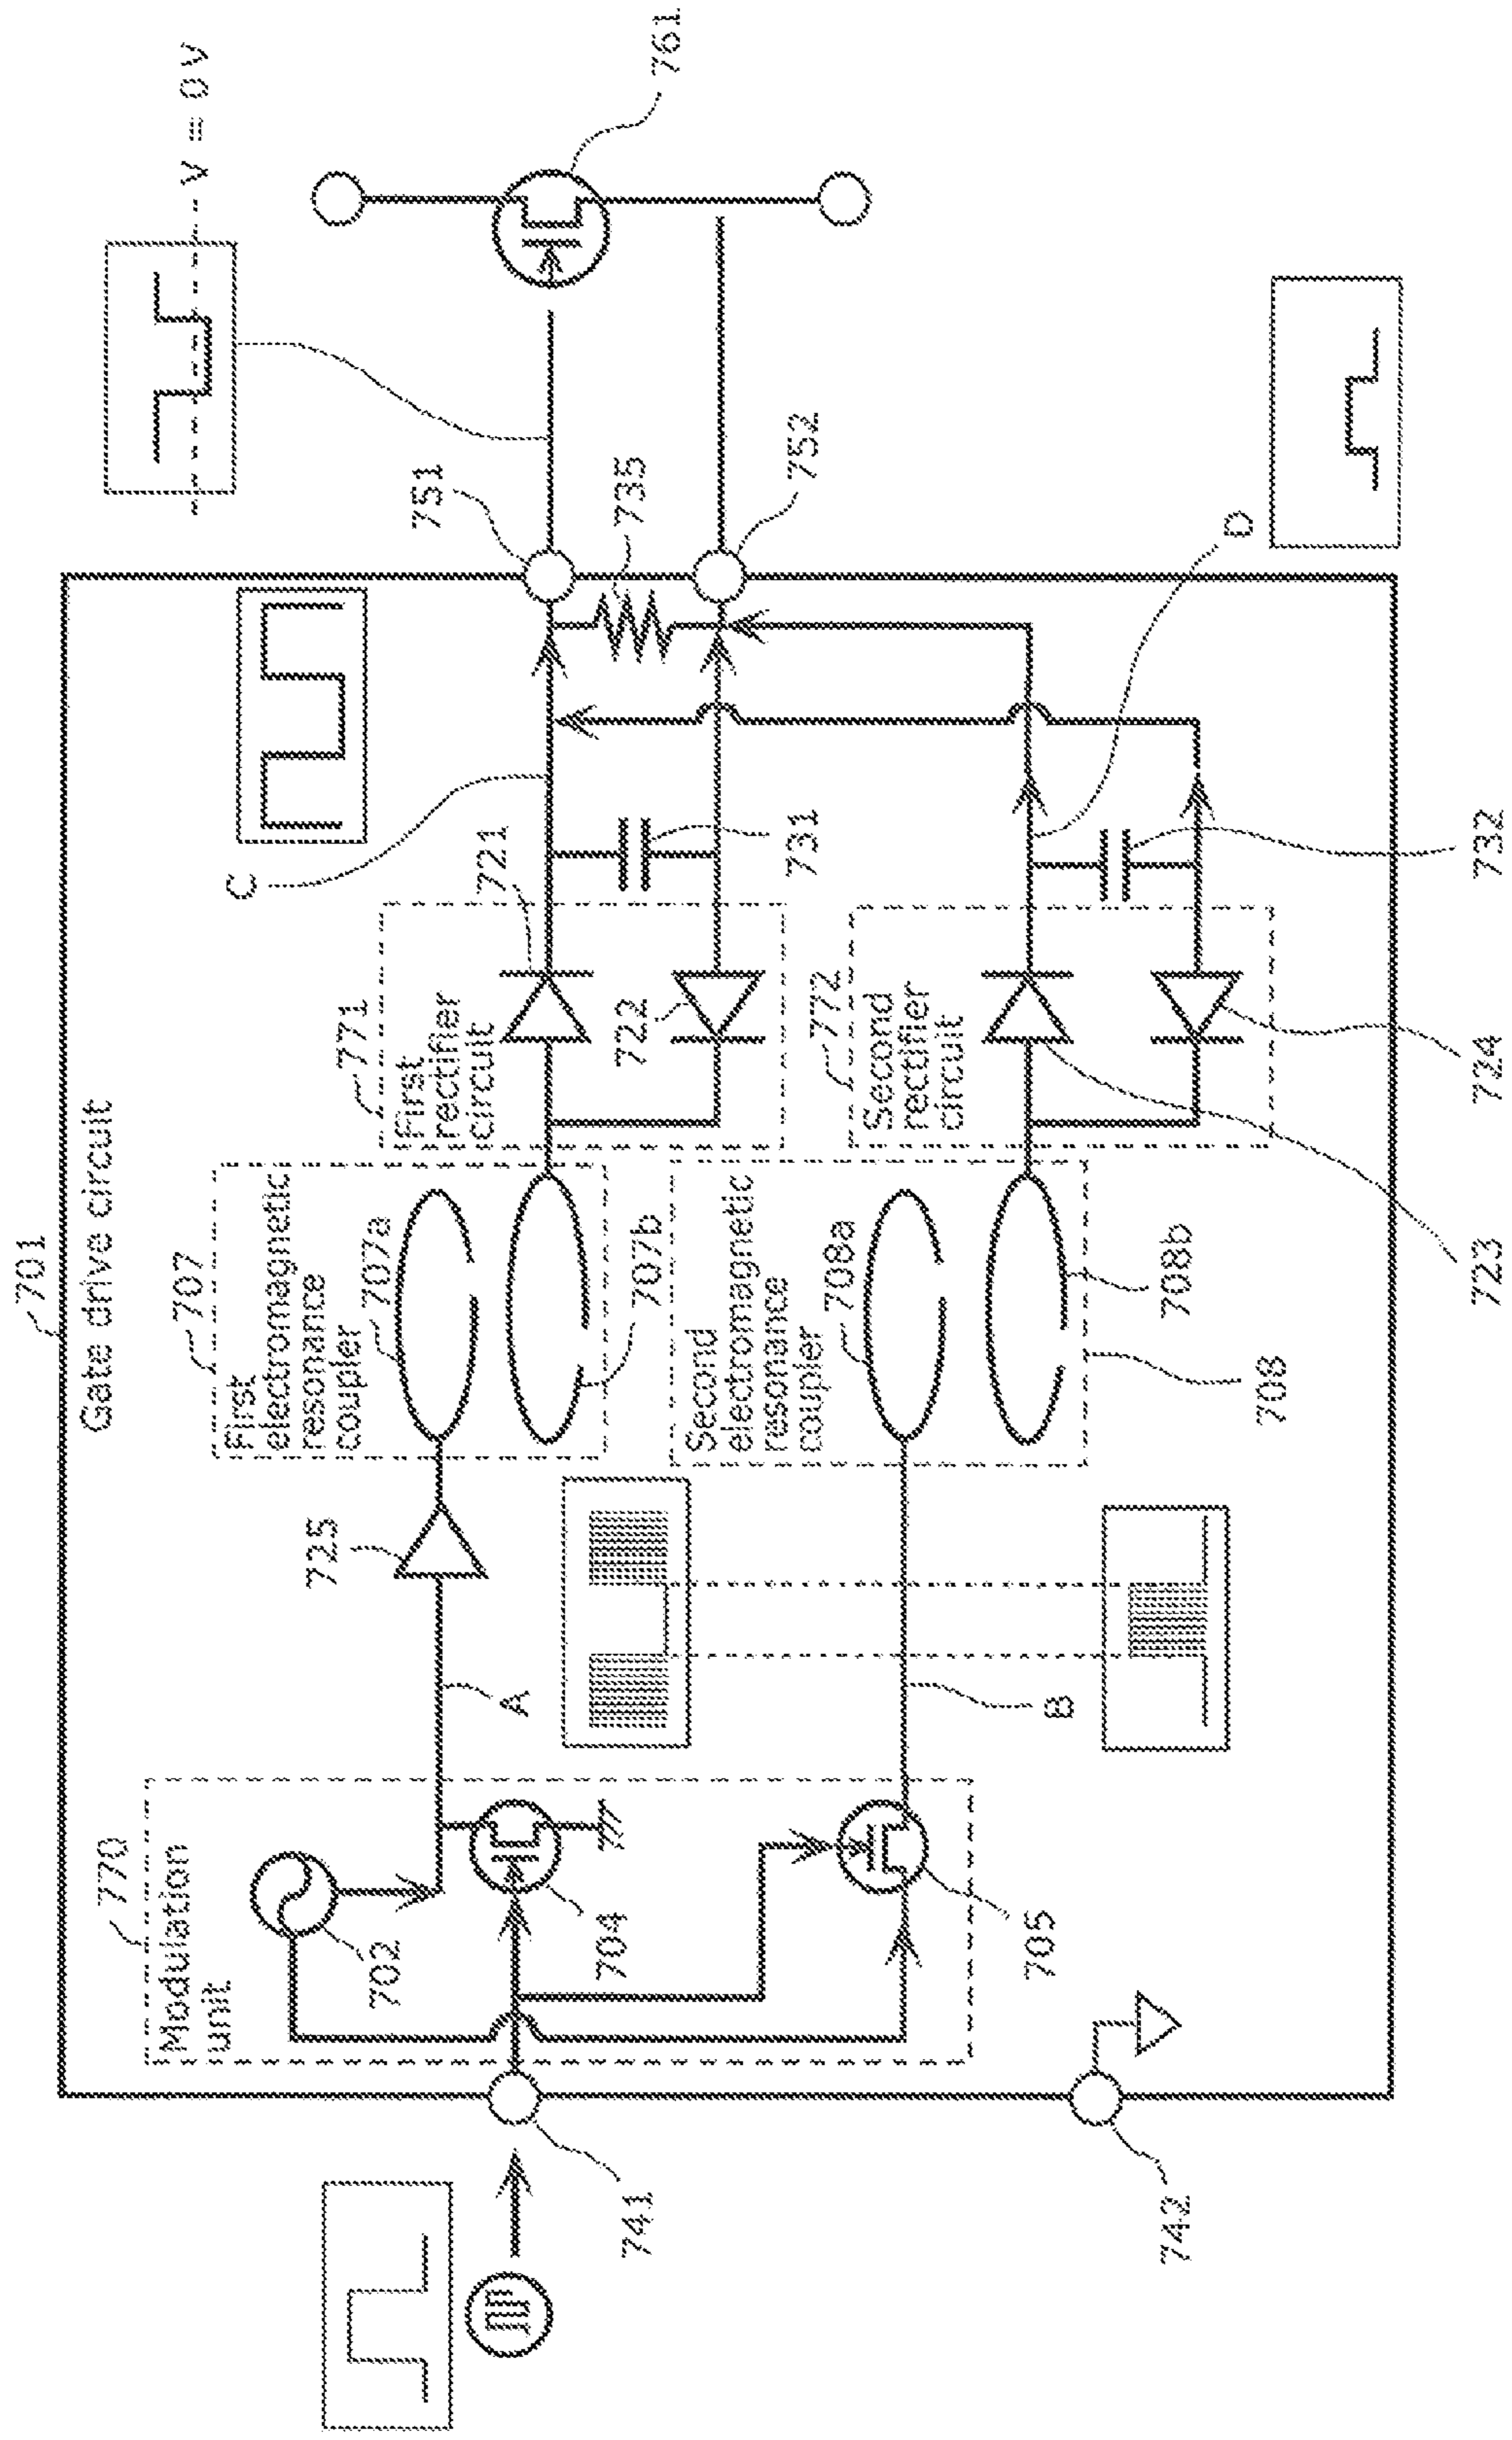 701
Gate drive circuit
770
Modulation
unit
702
704
705
741
742
A
B
725
707
First
electromagnetic
resonance
coupler
707a
707b
Second
electromagnetic
resonance
coupler
708a
708b
708
771
First
rectifier
circuit
721
722
772
Second
rectifier
circuit
723
724
731
732
C
D
735
751
752
V = 0V
761